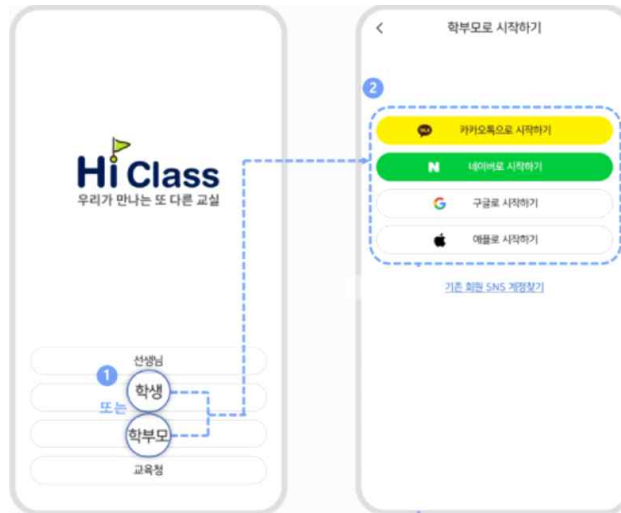 Hi Class
우리가 만나는 또 다른 교실
선생님
1
학생
또는
학부모
교육청
학부모로 시작하기
2
TALK
카카오톡으로 시작하기
N
네이버로 시작하기
G
구글로 시작하기
애플로 시작하기
기존 회원 SNS 계정찾기